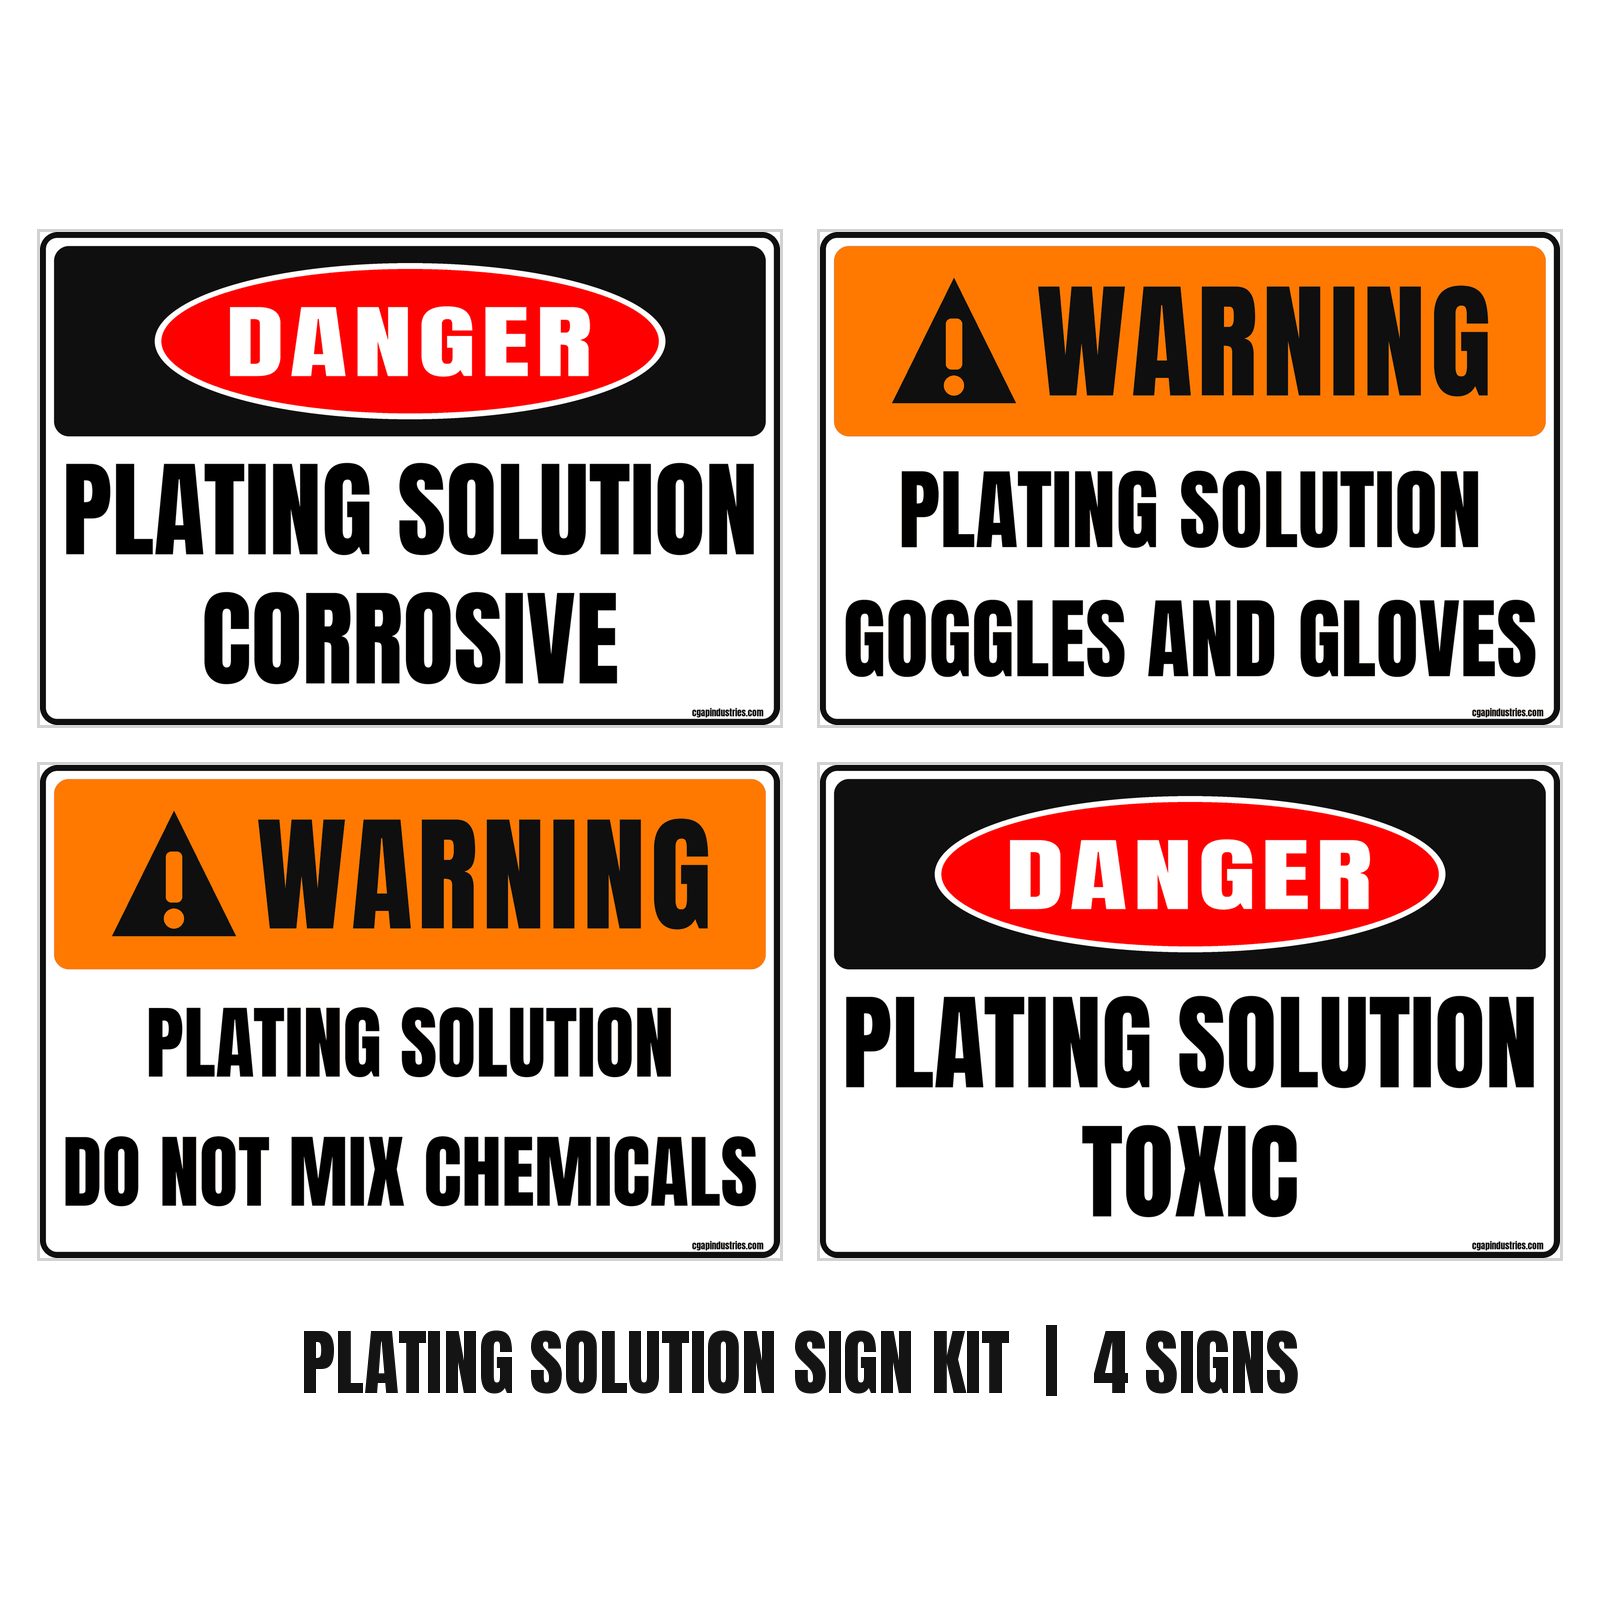 DANGER
PLATING SOLUTION
CORROSIVE
cgapindustries.com
WARNING
PLATING SOLUTION
GOGGLES AND GLOVES
cgapindustries.com
WARNING
PLATING SOLUTION
DO NOT MIX CHEMICALS
cgapindustries.com
DANGER
PLATING SOLUTION
TOXIC
cgapindustries.com
PLATING SOLUTION SIGN KIT | 4 SIGNS